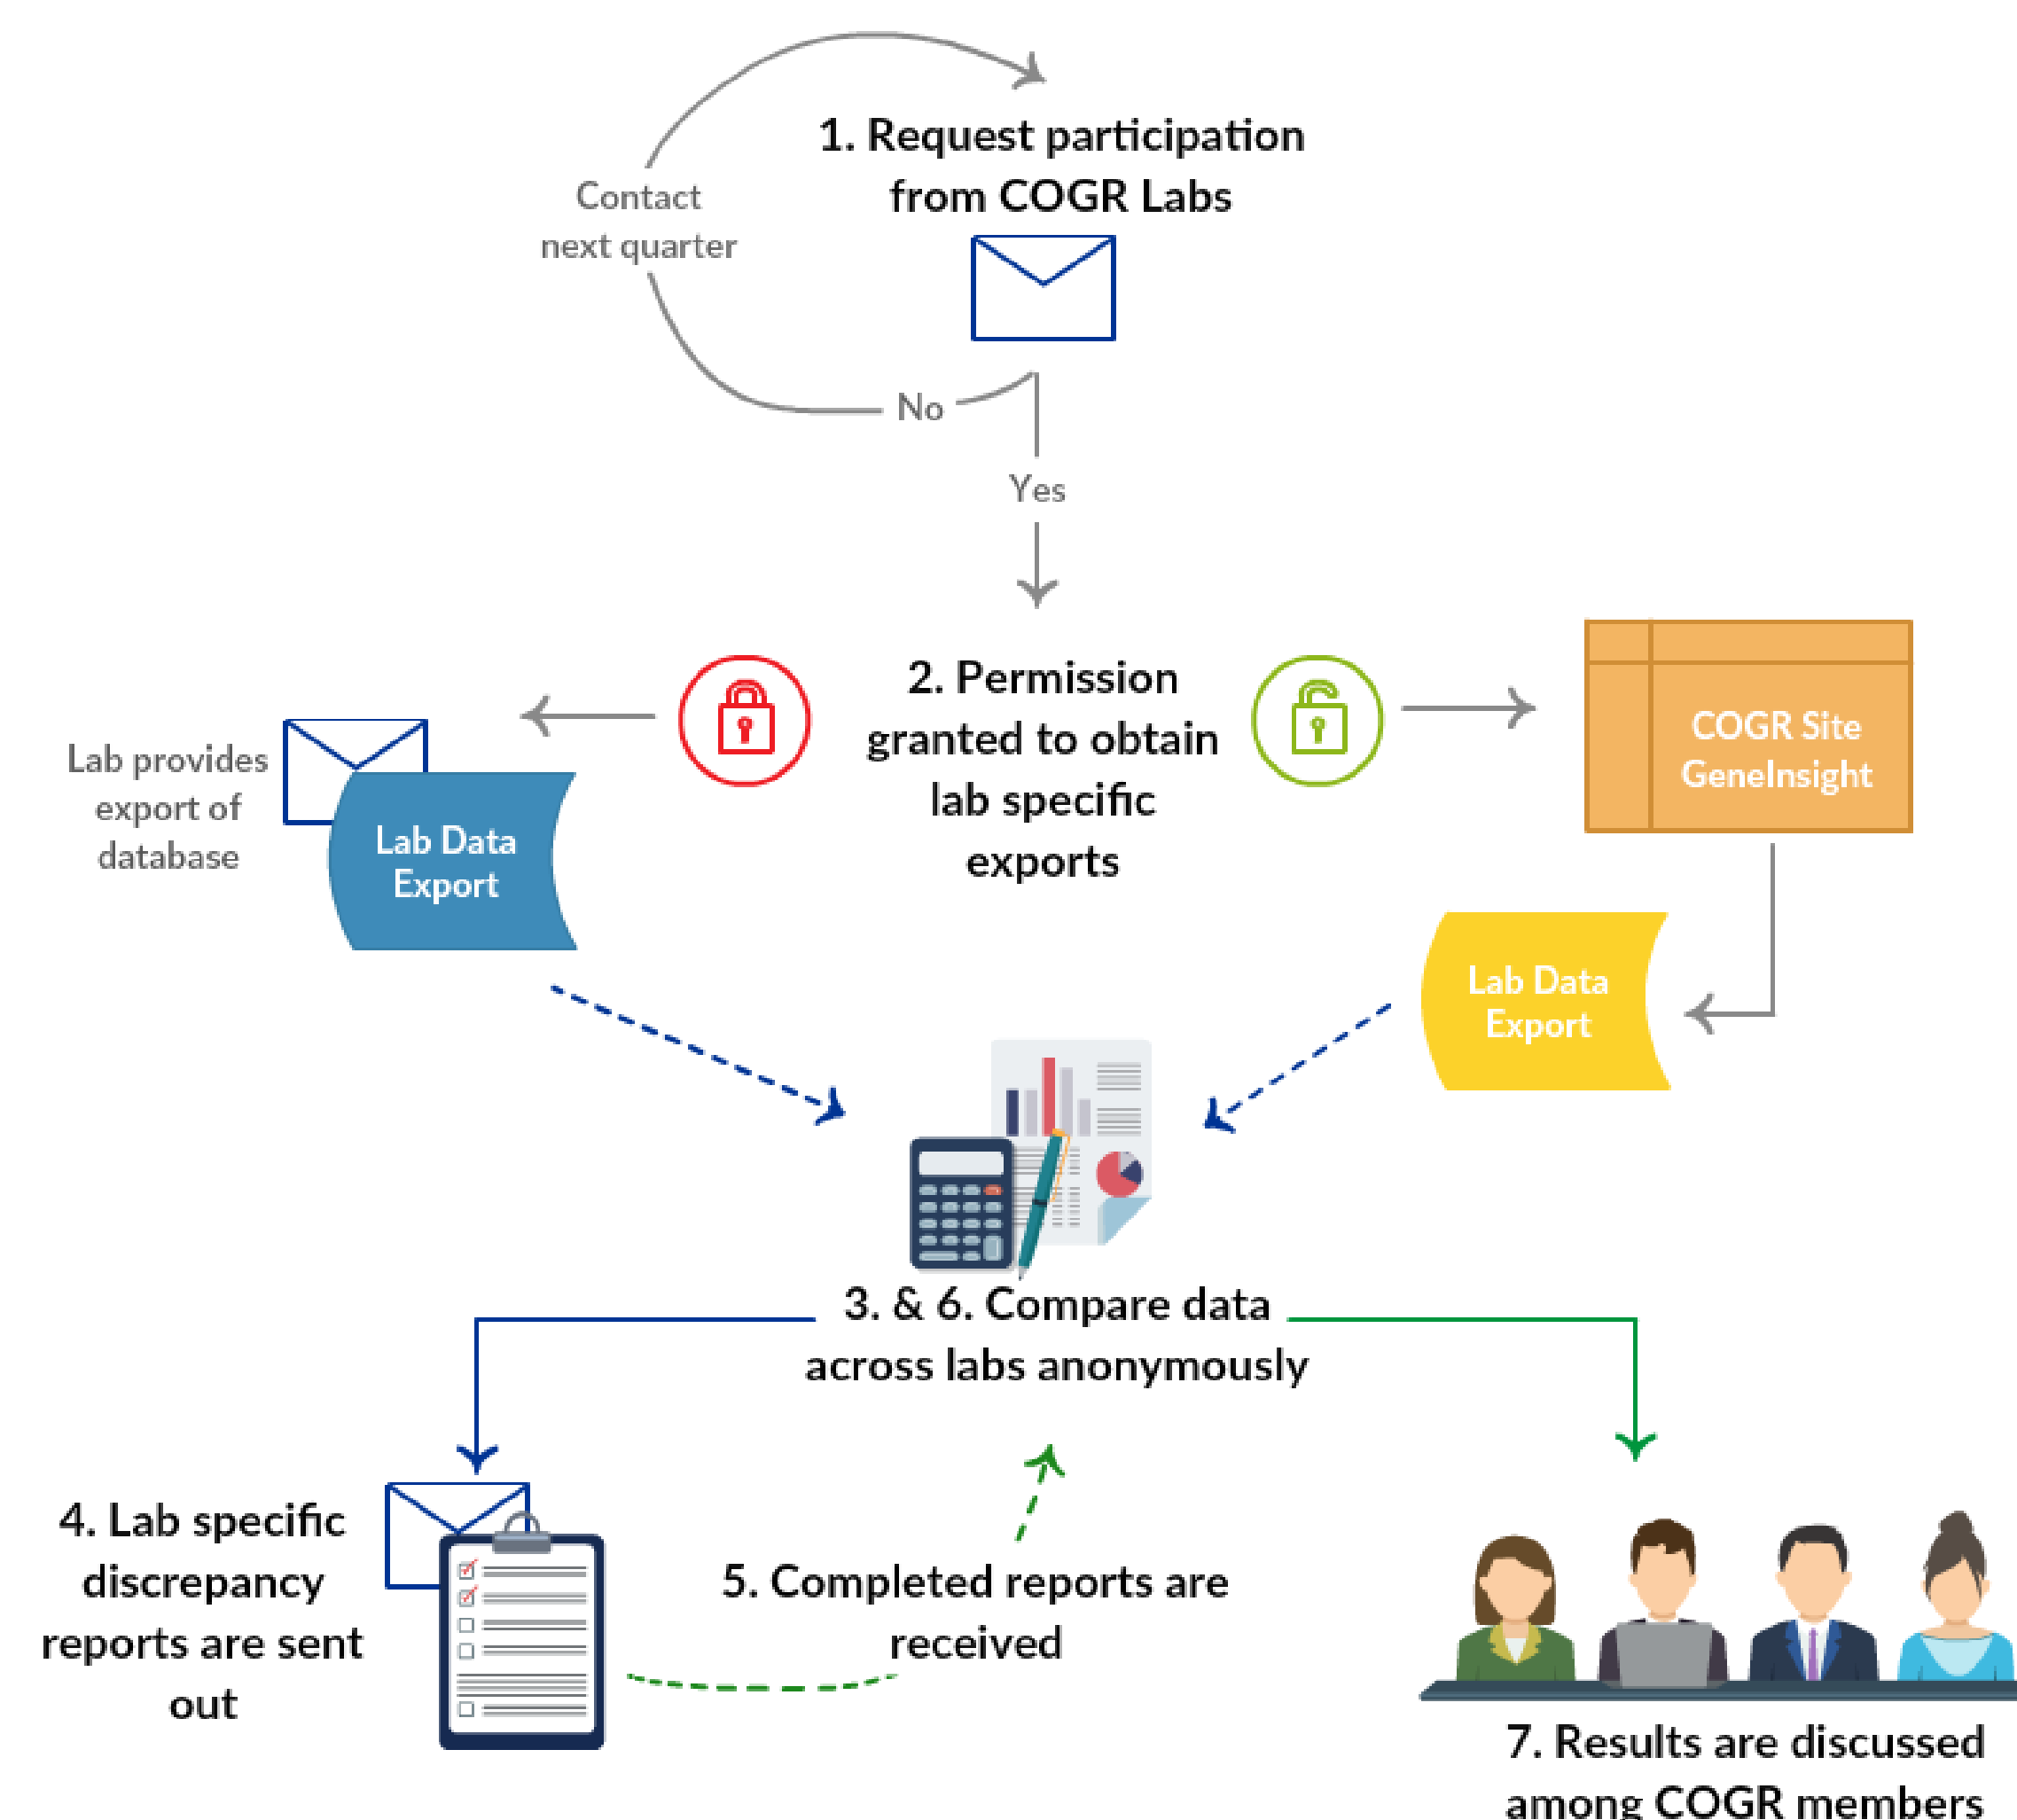 1. Request participation
from COGR Labs
Contact
next quarter
No
Yes
2. Permission
granted to obtain
lab specific
exports
COGR Site
GeneInsight
Lab provides
export of
database
Lab Data
Export
Lab Data
Export
3. & 6. Compare data
across labs anonymously
4. Lab specific
discrepancy
reports are sent
out
5. Completed reports are
received
7. Results are discussed
among COGR members